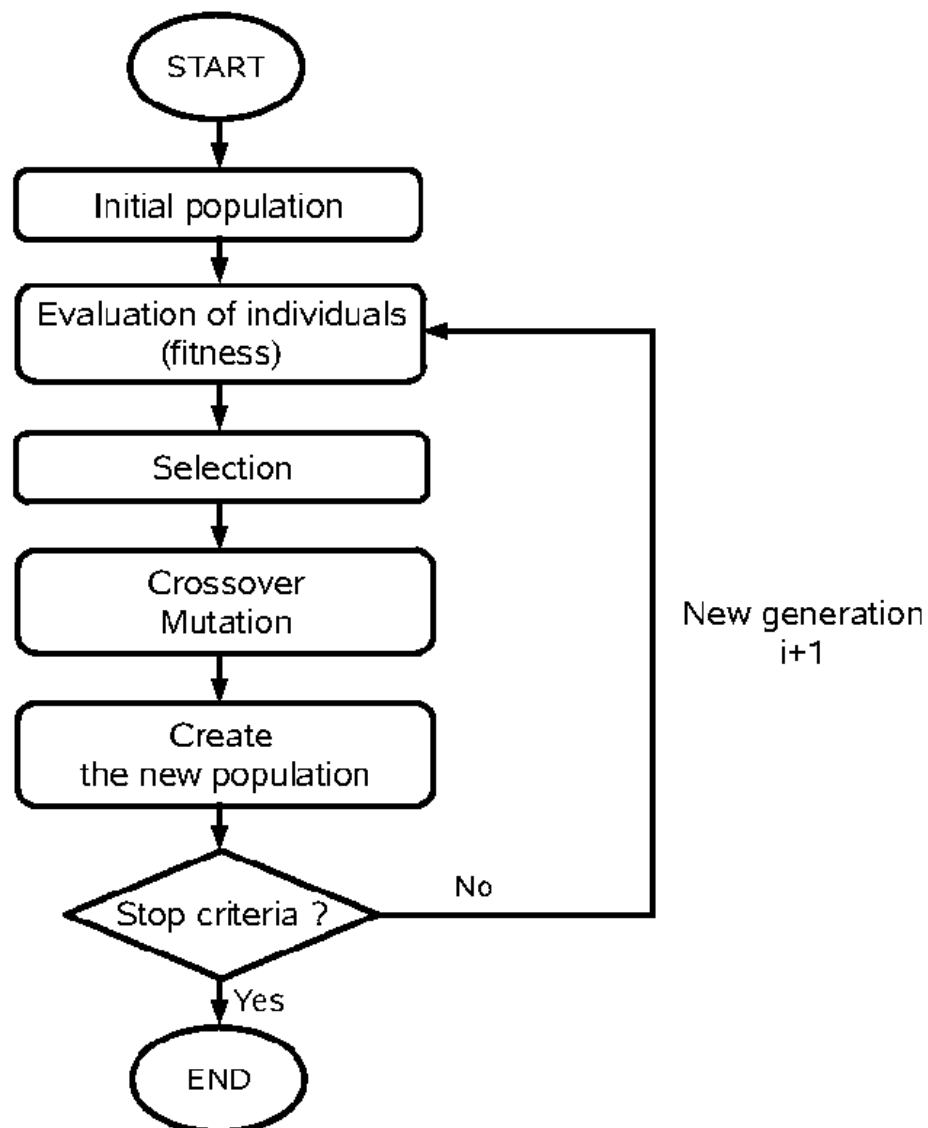 START
Initial population
Evaluation of individuals
(fitness)
Selection
Crossover
Mutation
New generation
i+1
Create
the new population
Stop criteria ?
No
Yes
END